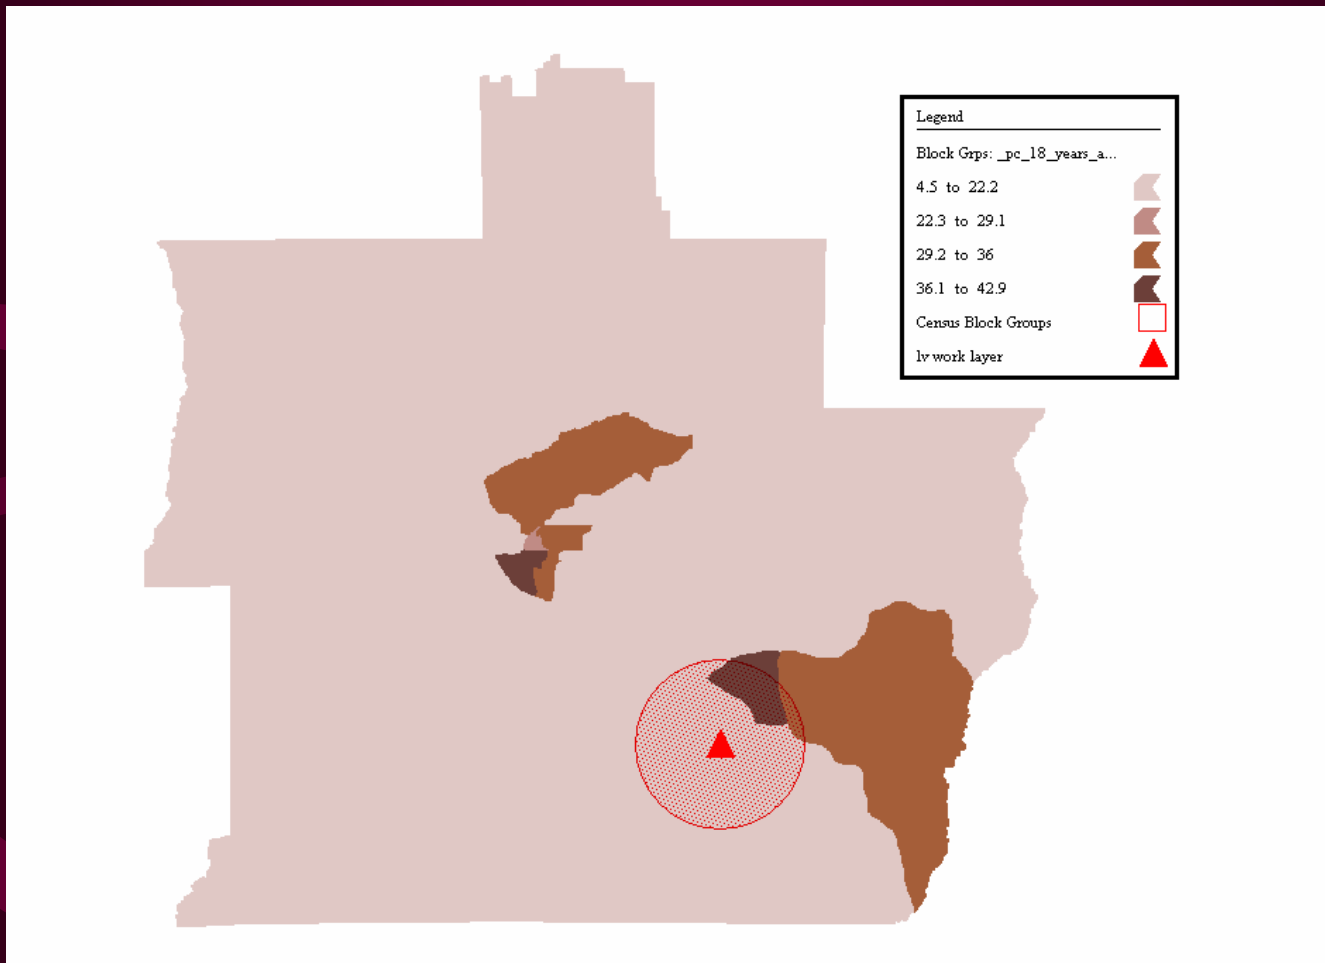 Legend
Block Grps: _pc_18_years_a...
4.5 to 22.2
22.3 to 29.1
29.2 to 36
36.1 to 42.9
Census Block Groups
lv work layer